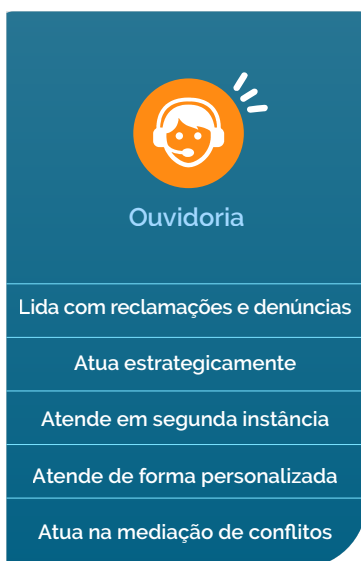 Ouvidoria
Lida com reclamações e denúncias
Atua estrategicamente
Atende em segunda instância
Atende de forma personalizada
Atua na mediação de conflitos